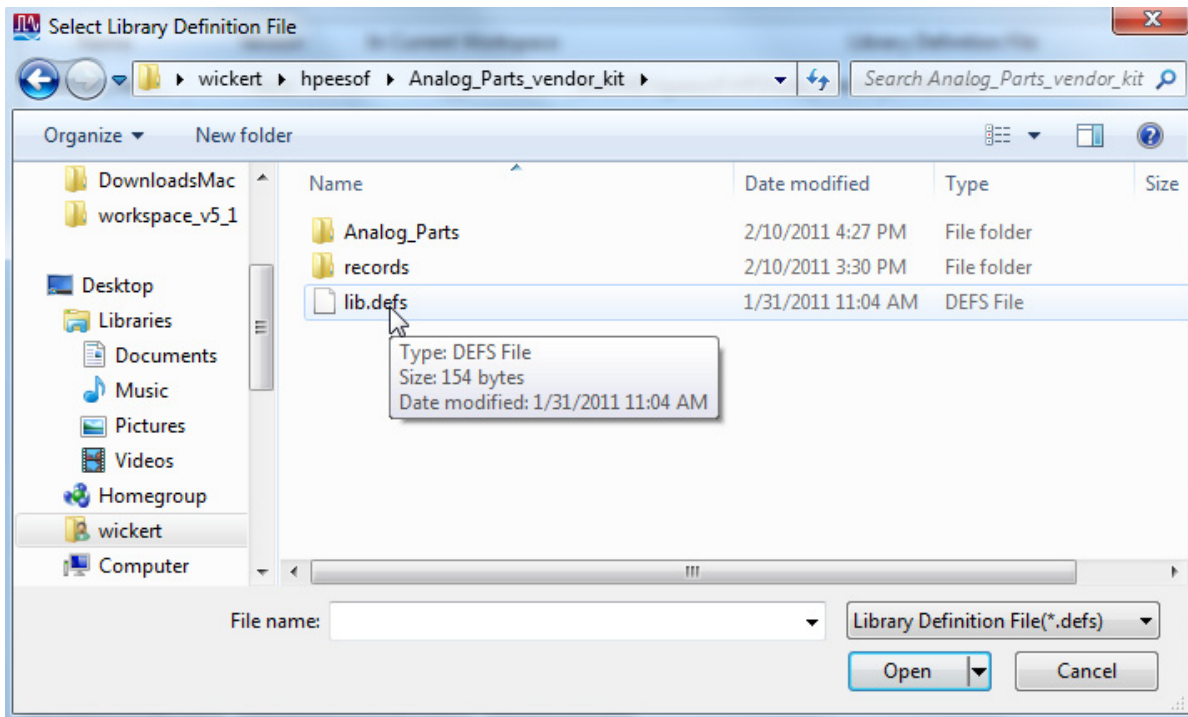 Select Library Definition File
wickert ▸ hpeesof ▸ Analog_Parts_vendor_kit ▸
Search Analog_Parts_vendor_kit
Organize
New folder
DownloadsMac
workspace_v5_1
Desktop
Libraries
Documents
Music
Pictures
Videos
Homegroup
wickert
Computer
Name Date modified Type Size
Analog_Parts 2/10/2011 4:27 PM File folder
records 2/10/2011 3:30 PM File folder
lib.defs 1/31/2011 11:04 AM DEFS File
Type: DEFS File
Size: 154 bytes
Date modified: 1/31/2011 11:04 AM
File name:
Library Definition File(*.defs)
Open
Cancel